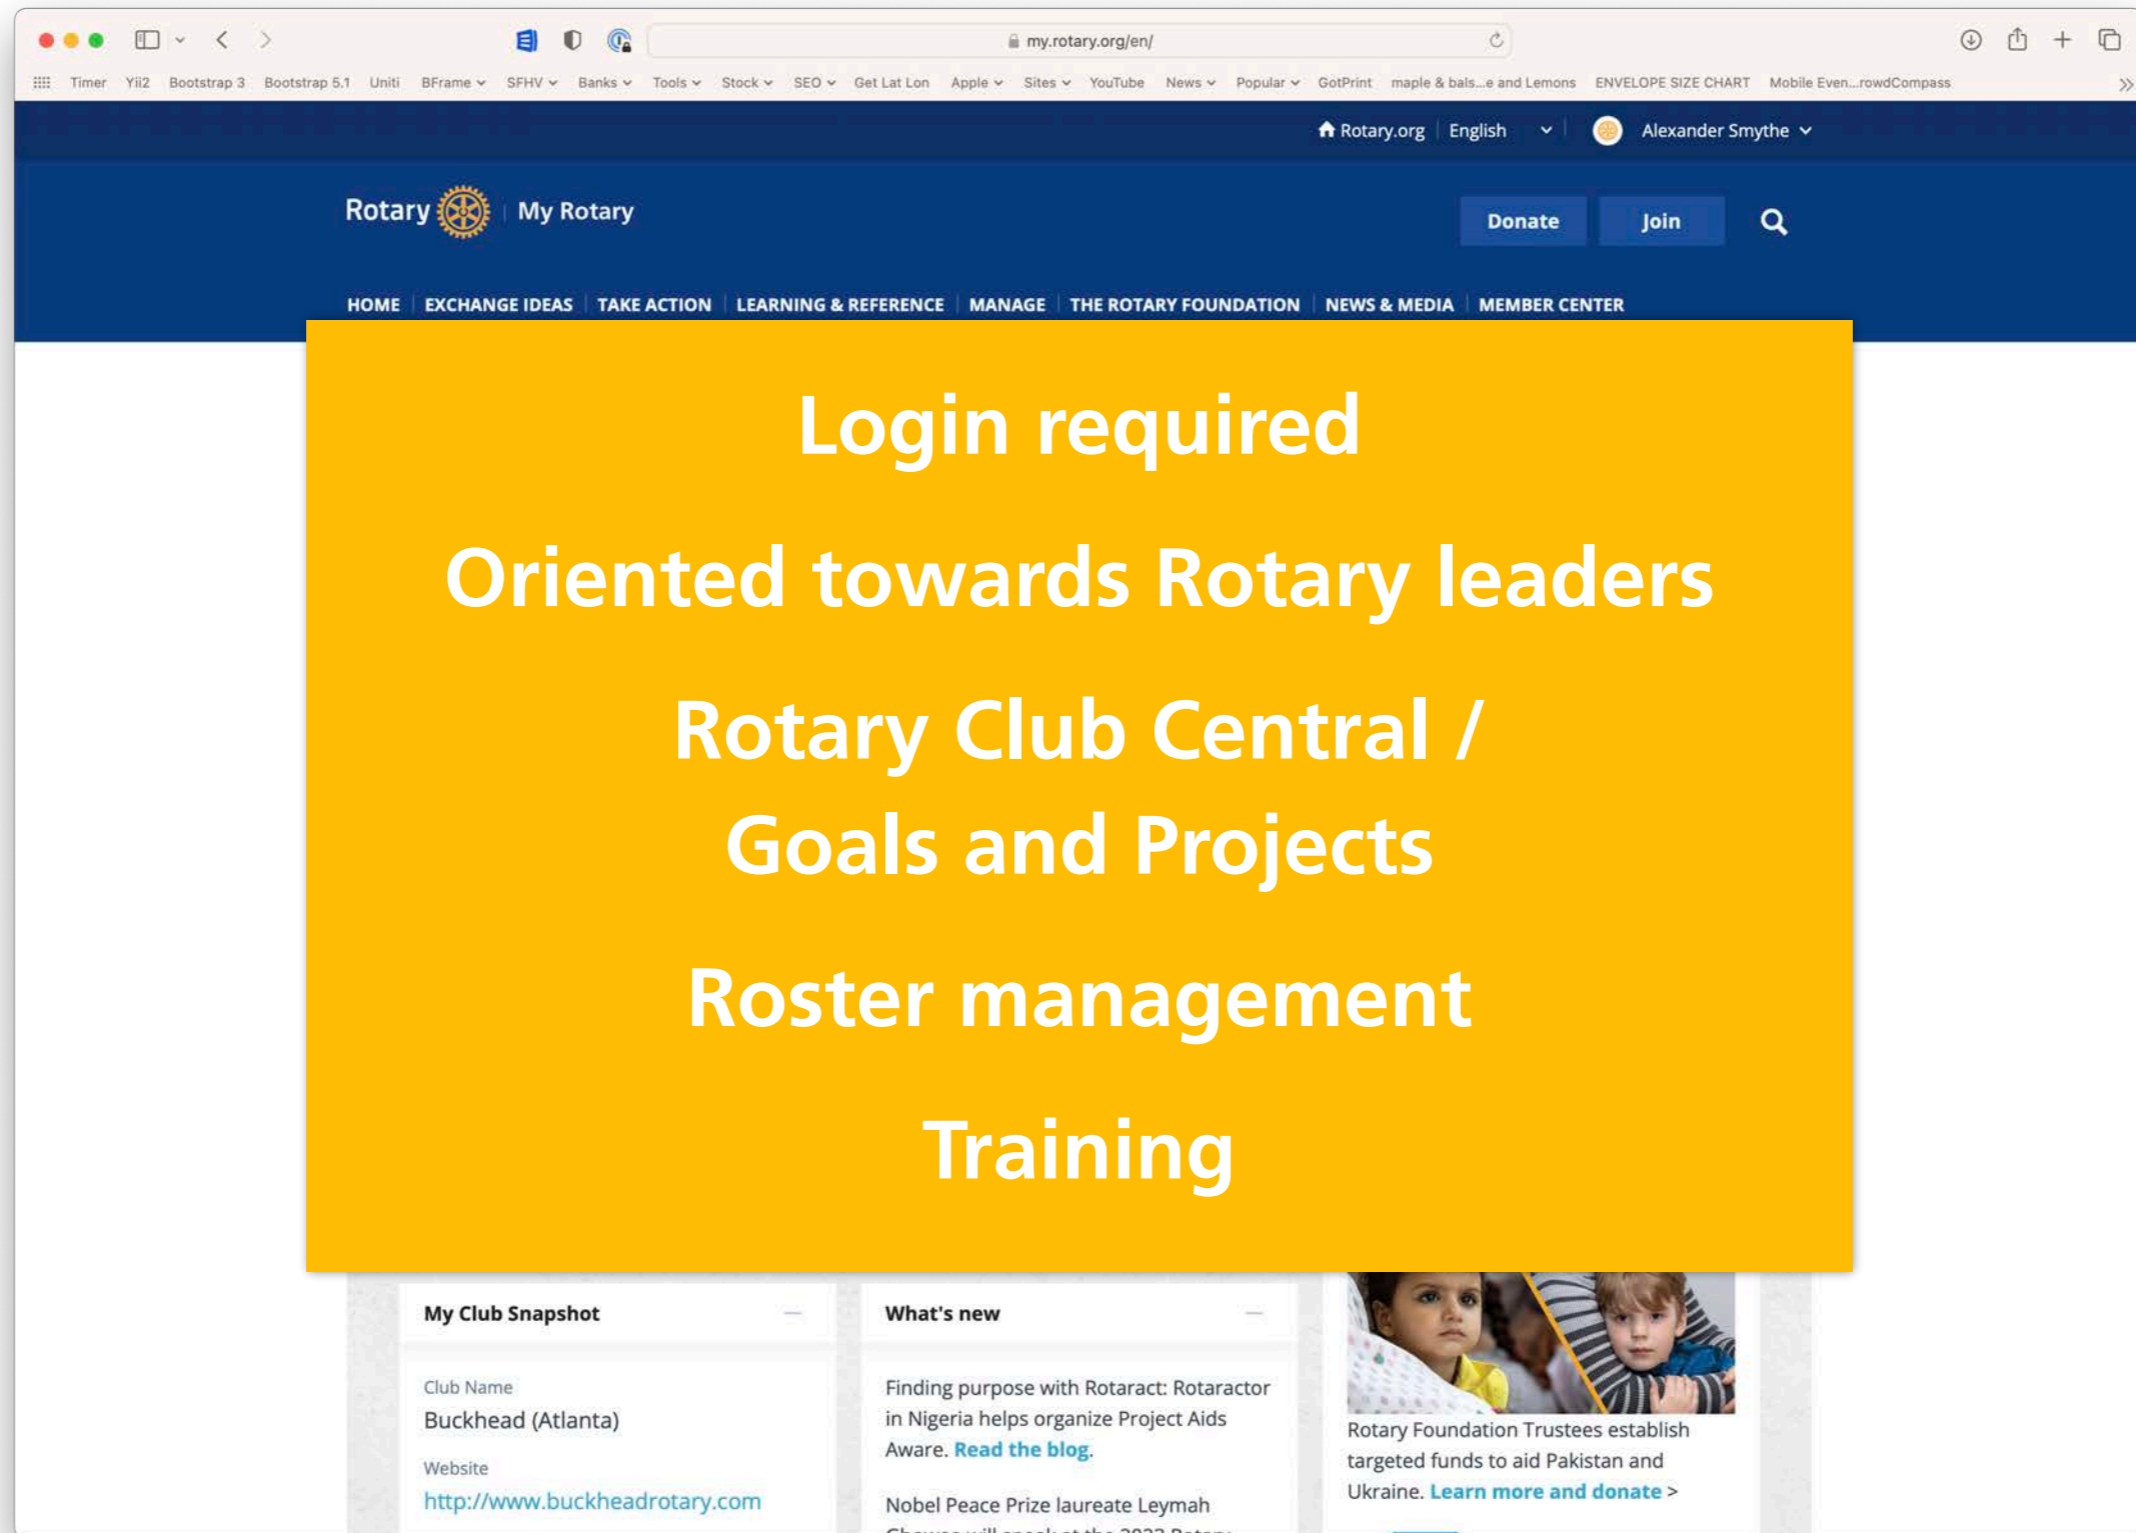 my.rotary.org/en/
Timer Yii2 Bootstrap 3 Bootstrap 5.1 Uniti BFrame SFHV Banks Tools Stock SEO Get Lat Lon Apple Sites YouTube News Popular GotPrint maple & bals...e and Lemons ENVELOPE SIZE CHART Mobile Even...rowdCompass
Rotary.org English Alexander Smythe
Rotary My Rotary
Donate Join
HOME EXCHANGE IDEAS TAKE ACTION LEARNING & REFERENCE MANAGE THE ROTARY FOUNDATION NEWS & MEDIA MEMBER CENTER
Login required
Oriented towards Rotary leaders
Rotary Club Central /
Goals and Projects
Roster management
Training
My Club Snapshot
Club Name
Buckhead (Atlanta)
Website
http://www.buckheadrotary.com
What's new
Finding purpose with Rotaract: Rotaractor
in Nigeria helps organize Project Aids
Aware. Read the blog.
Nobel Peace Prize laureate Leymah
will speak at the 2023 Rotary
Rotary Foundation Trustees establish
targeted funds to aid Pakistan and
Ukraine. Learn more and donate >